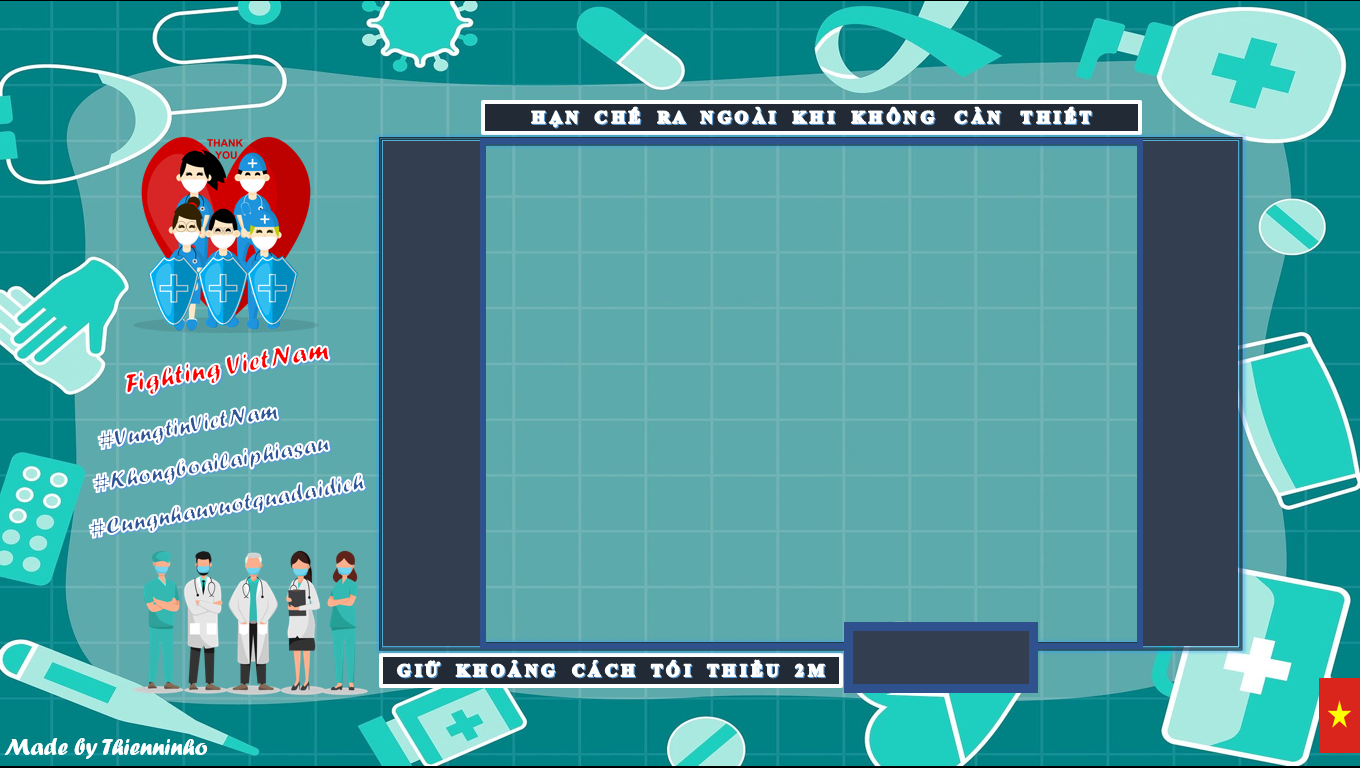 HẠN CHẾ RA NGOÀI KHI KHÔNG CẦN THIẾT
THANK
YOU
Fighting VietNam
#VungtinVietNam
#Khongboailaiphiasau
#Cungnhauvuotquadaidich
GIỮ KHOẢNG CÁCH TỐI THIỂU 2M
Made by Thienninho